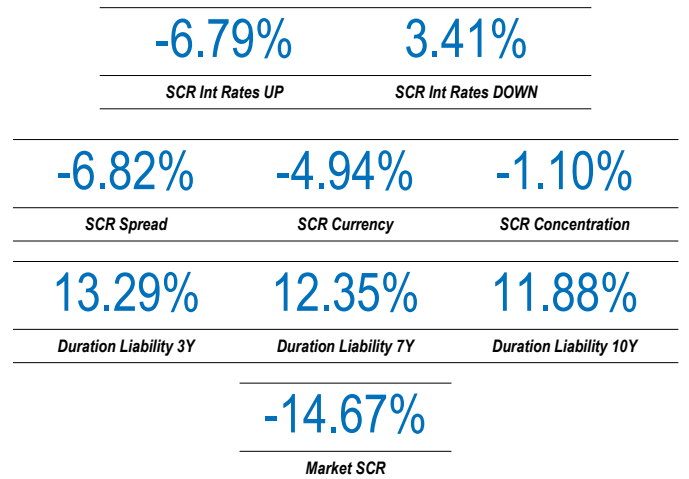 -6.79% 3.41%
SCR Int Rates UP SCR Int Rates DOWN
-6.82% -4.94% -1.10%
SCR Spread SCR Currency SCR Concentration
13.29% 12.35% 11.88%
Duration Liability 3Y Duration Liability 7Y Duration Liability 10Y
-14.67%
Market SCR